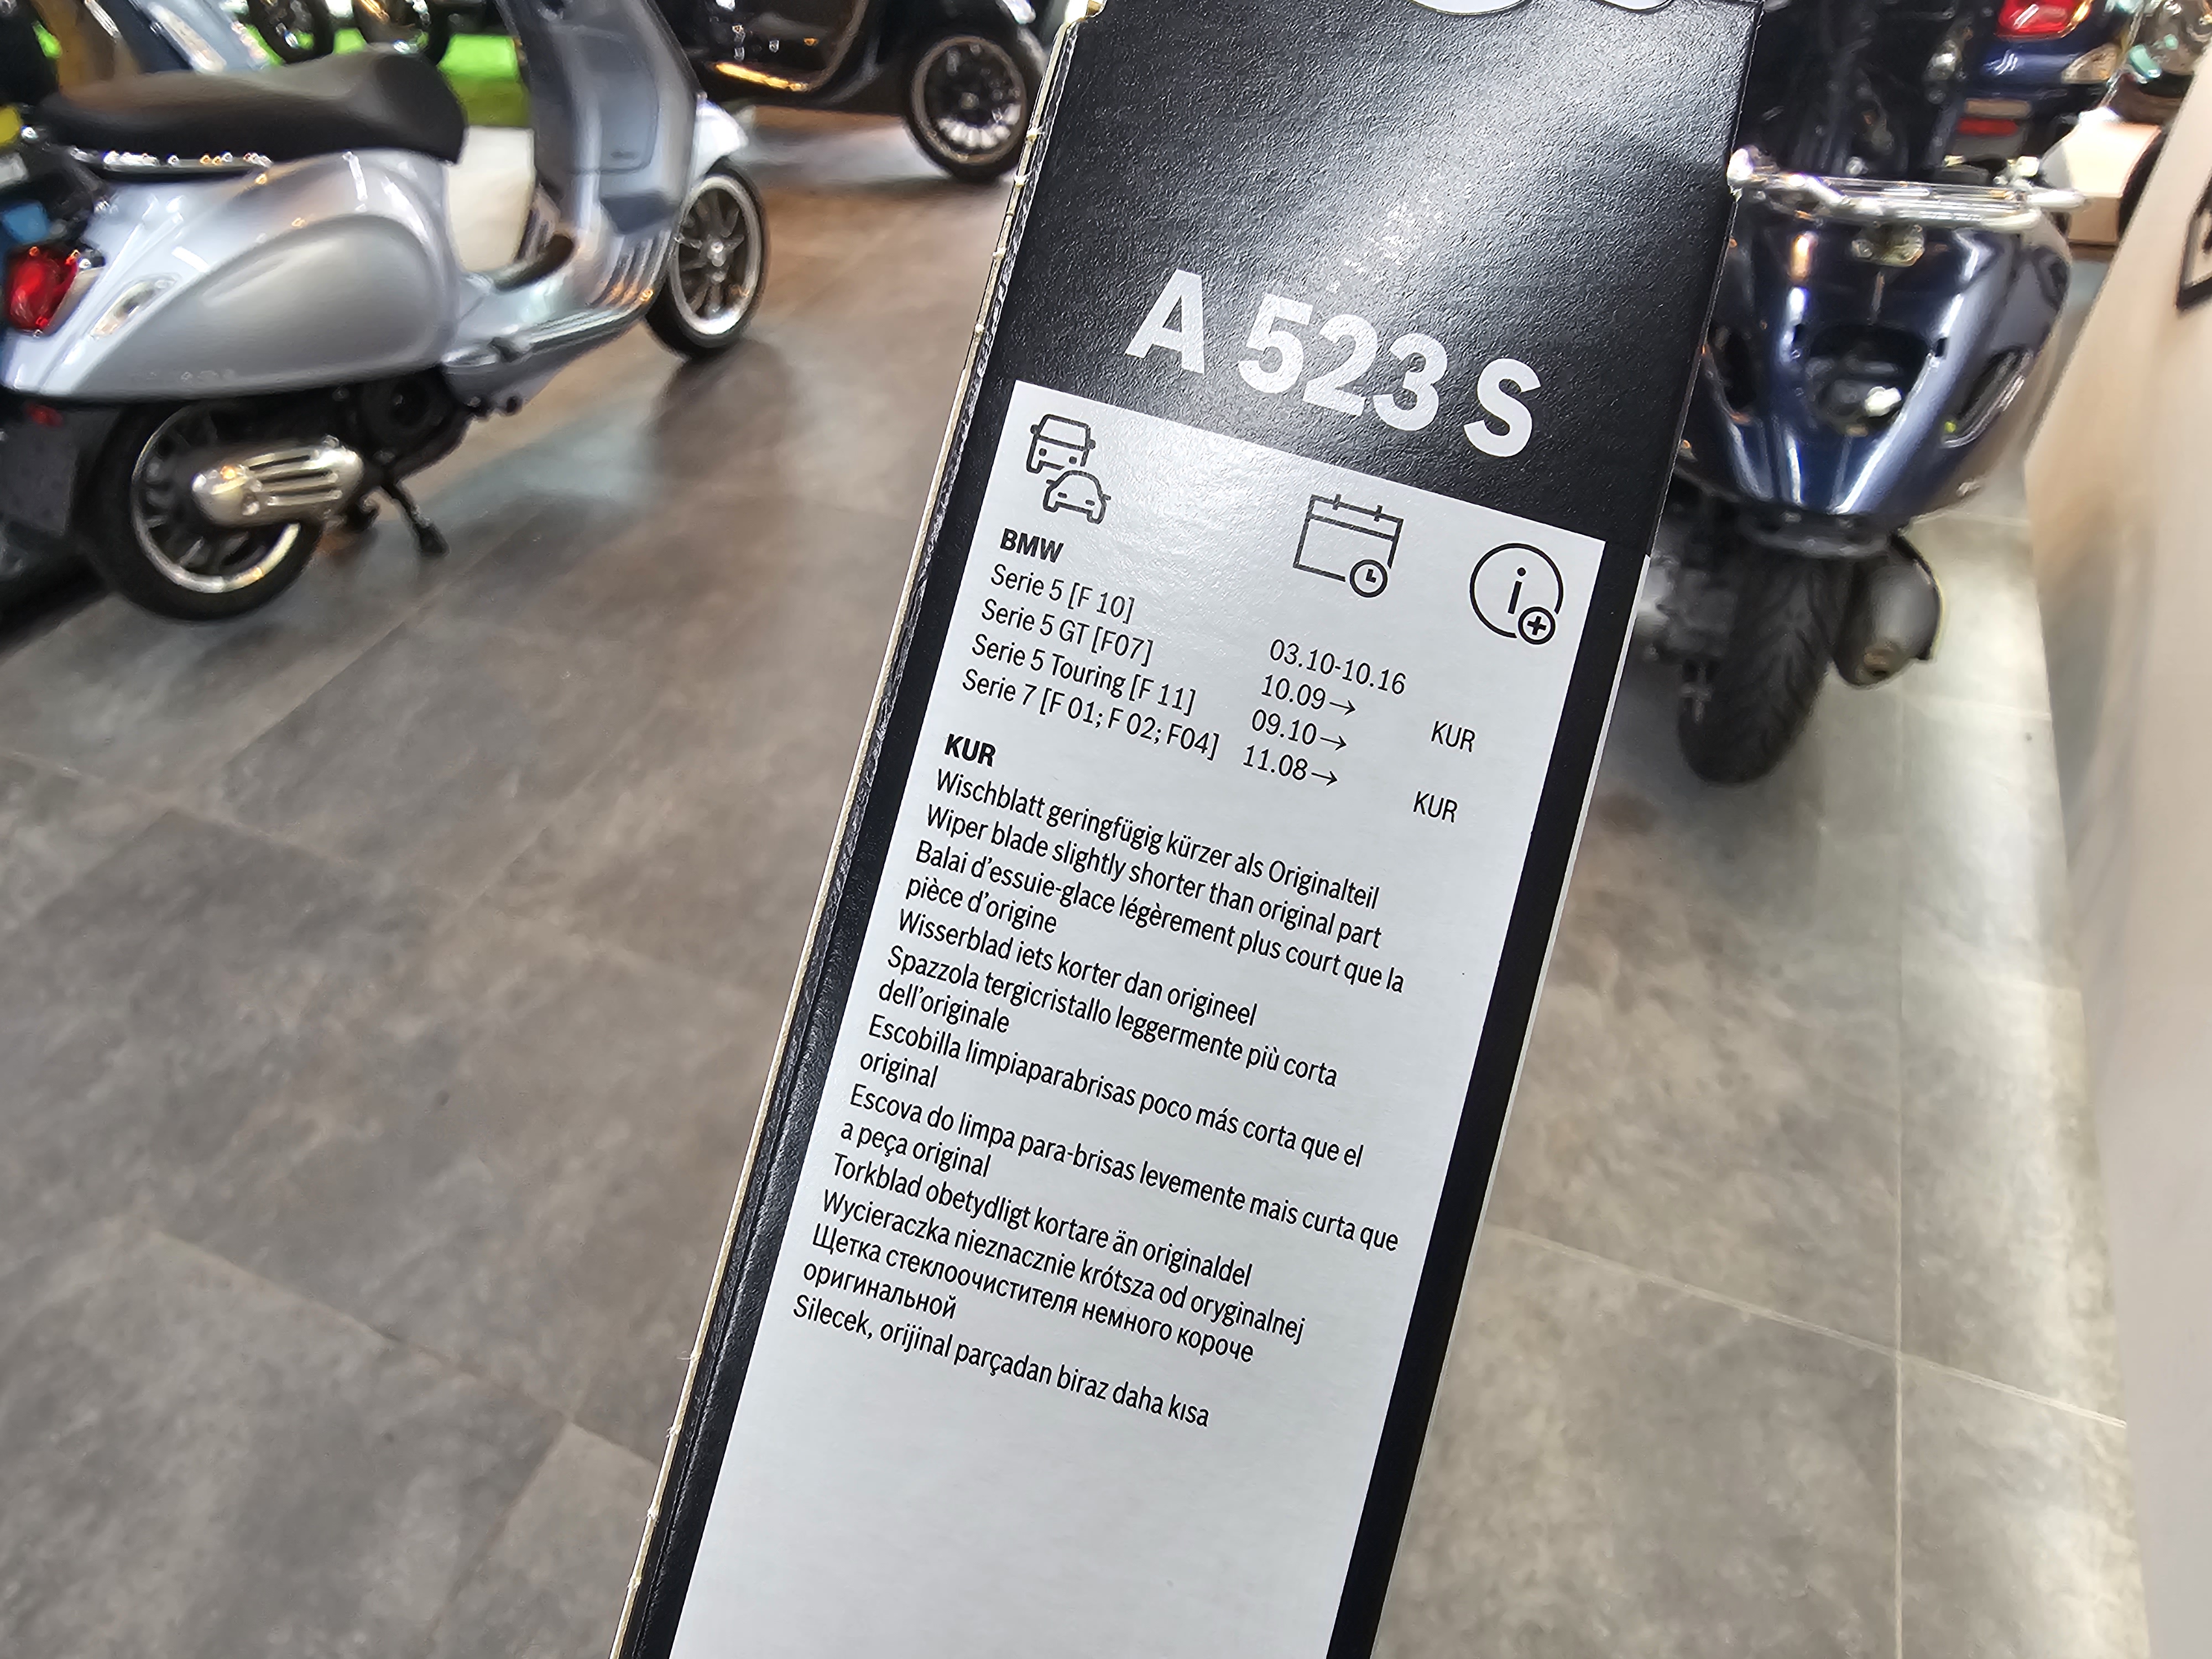 A 523 S
BMW
Serie 5 [F 10] 03.10-10.16
Serie 5 GT [F07] 10.09→ KUR
Serie 5 Touring [F 11] 09.10→
Serie 7 [F 01; F 02; F04] 11.08→ KUR
KUR
Wischblatt geringfügig kürzer als Originalteil
Wiper blade slightly shorter than original part
Balai d'essuie-glace légèrement plus court que la
pièce d'origine
Wisserblad iets korter dan origineel
Spazzola tergicristallo leggermente più corta
dell'originale
Escobilla limpiaparabrisas poco más corta que el
original
Escova do limpa para-brisas levemente mais curta que
a peça original
Torkblad obetydligt kortare än originaldel
Wycieraczka nieznacznie krótsza od oryginalnej
Щетка стеклоочистителя немного короче
оригинальной
Silecek, orijinal parçadan biraz daha kısa